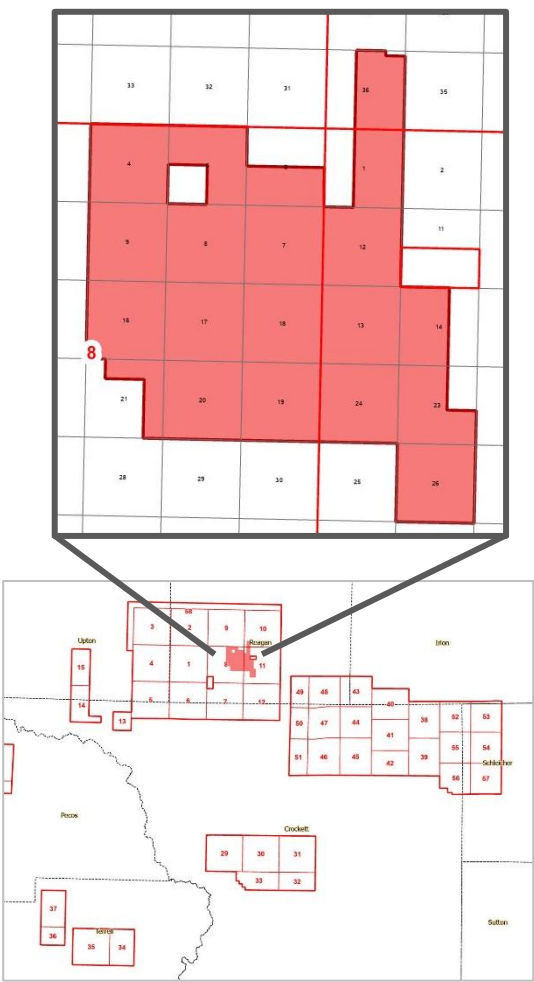 33 32 31 36 35
4 6 1 2
9 8 7 12 11
16 17 18 13 14
8
21 20 19 24 23
28 29 30 25 26
58
3 2 9 10
Upton Reagan Irion
15 4 1 8 11
49 48 43
14 5 6 7 12 40
13 50 47 44 38 52 53
41
51 46 45 42 39 55 54
Schleicher
56 57
Pecos
Crockett
29 30 31
33 32
37
36 Terrell Sutton
35 34